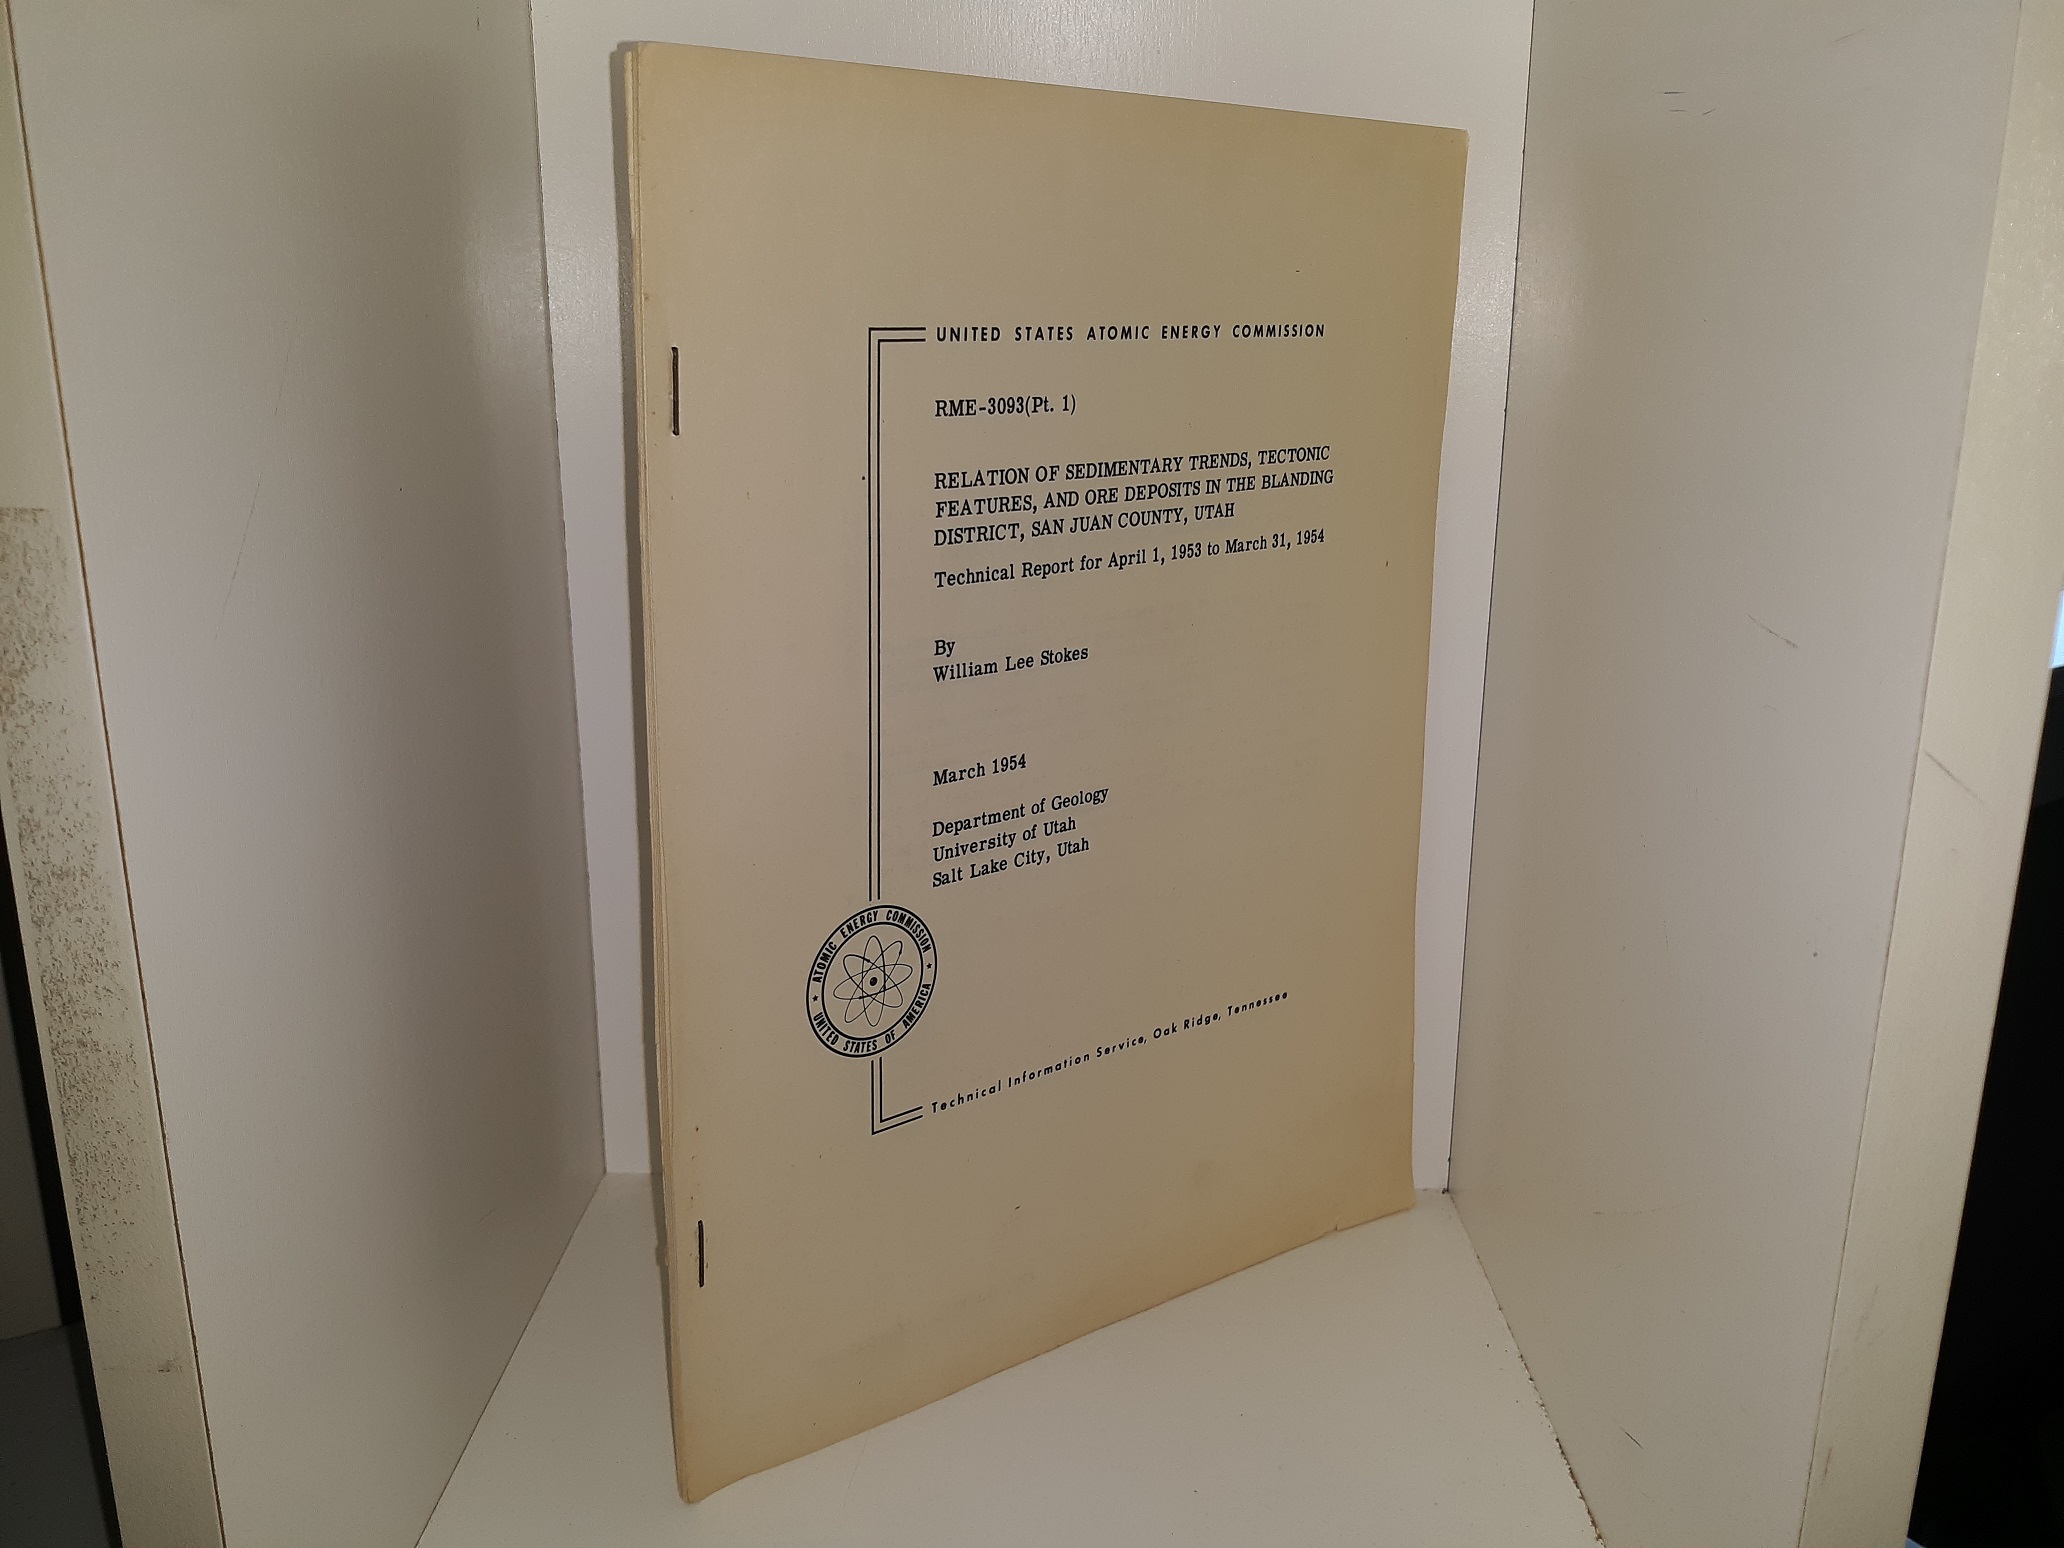 UNITED STATES ATOMIC ENERGY COMMISSION
RME-3093(Pt. 1)
RELATION OF SEDIMENTARY TRENDS, TECTONIC
FEATURES, AND ORE DEPOSITS IN THE BLANDING
DISTRICT, SAN JUAN COUNTY, UTAH
Technical Report for April 1, 1953 to March 31, 1954
By
William Lee Stokes
March 1954
Department of Geology
University of Utah
Salt Lake City, Utah
ATOMIC ENERGY COMMISSION
UNITED STATES OF AMERICA
Technical Information Service, Oak Ridge, Tennessee